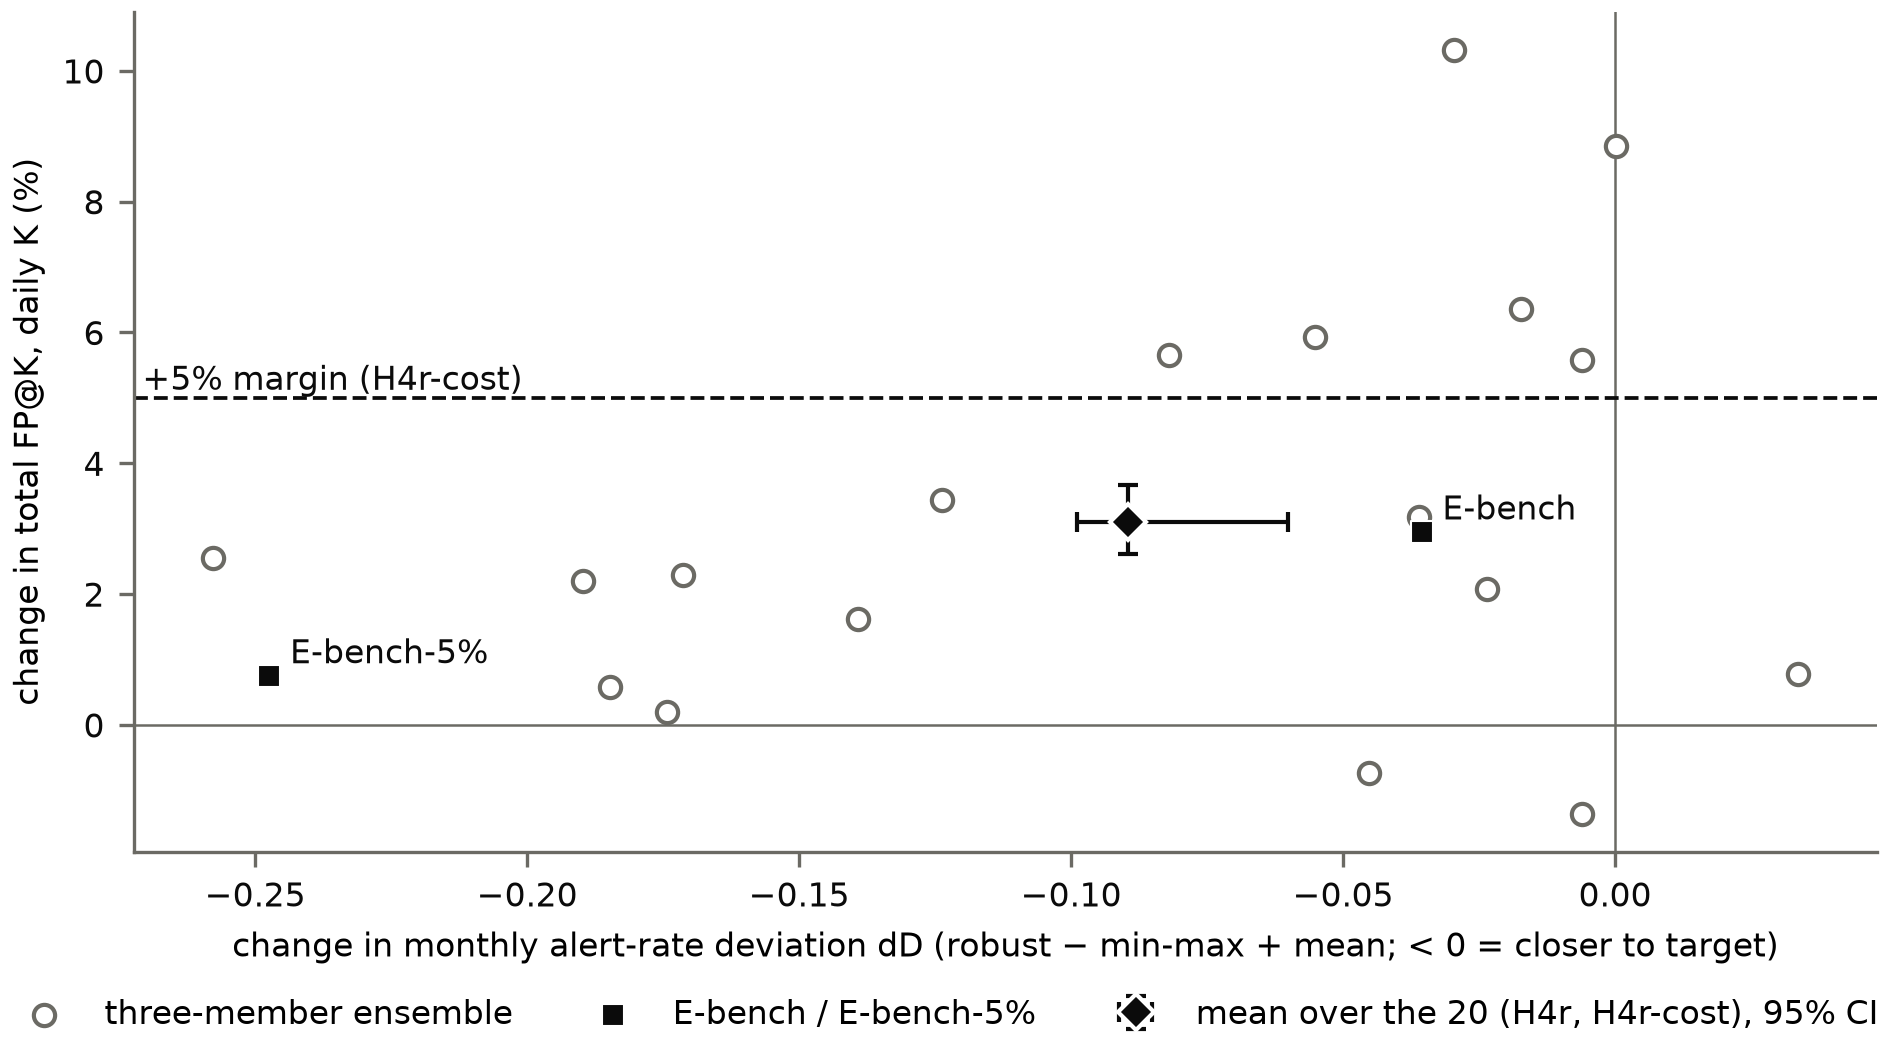 change in total FP@K, daily K (%)
10
8
6
4
2
0
+5% margin (H4r-cost)
E-bench
E-bench-5%
−0.25
−0.20
−0.15
−0.10
−0.05
0.00
change in monthly alert-rate deviation dD (robust − min-max + mean; < 0 = closer to target)
three-member ensemble
E-bench / E-bench-5%
mean over the 20 (H4r, H4r-cost), 95% CI